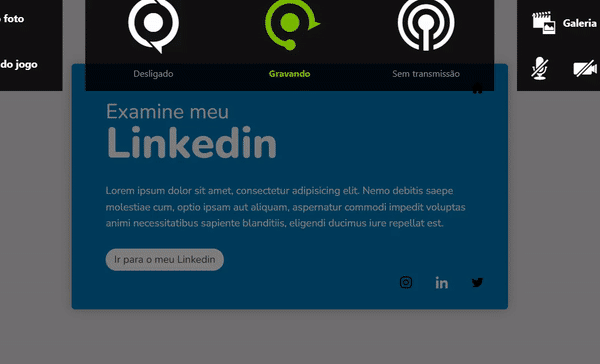 foto
do jogo
Desligado
Gravando
Sem transmissão
Galeria
Examine meu
Linkedin
Lorem ipsum dolor sit amet, consectetur adipisicing elit. Nemo debitis saepe
molestiae cum, optio ipsam aut aliquam, aspernatur commodi impedit voluptas
animi necessitatibus sapiente blanditiis, eligendi ducimus iure repellat est.
Ir para o meu Linkedin
in